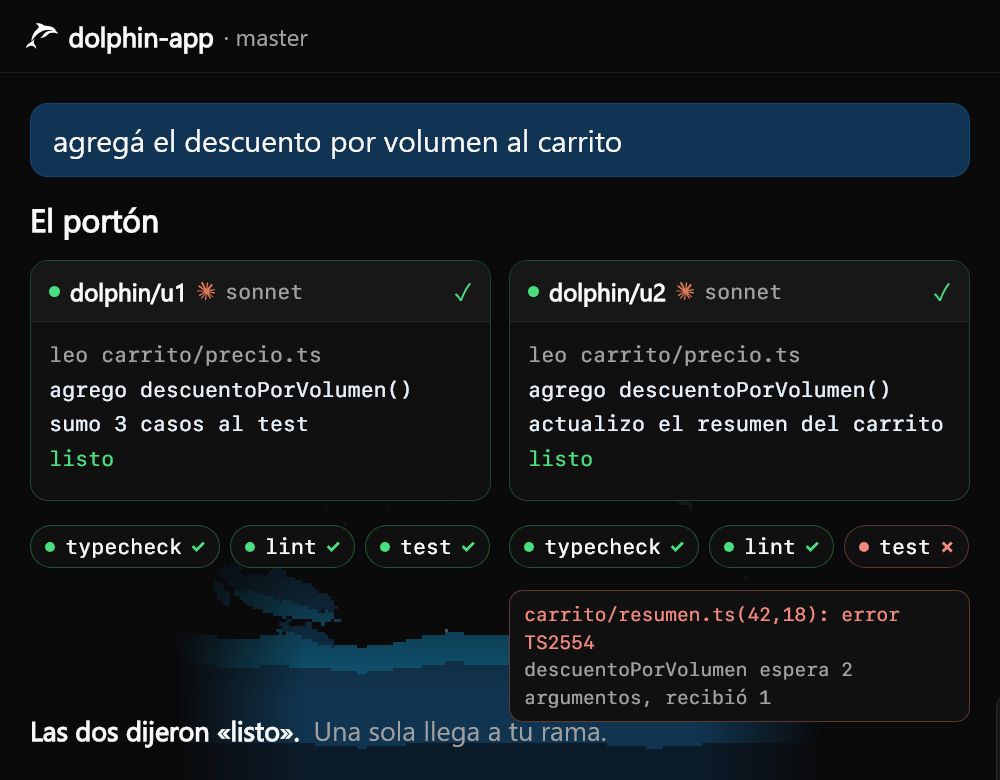 dolphin-app · master
agregá el descuento por volumen al carrito
El portón
dolphin/u1 sonnet ✓
leo carrito/precio.ts
agrego descuentoPorVolumen()
sumo 3 casos al test
listo
typecheck ✓ lint ✓ test ✓
dolphin/u2 sonnet ✓
leo carrito/precio.ts
agrego descuentoPorVolumen()
actualizo el resumen del carrito
listo
typecheck ✓ lint ✓ test ×
carrito/resumen.ts(42,18): error
TS2554
descuentoPorVolumen espera 2
argumentos, recibió 1
Las dos dijeron «listo». Una sola llega a tu rama.